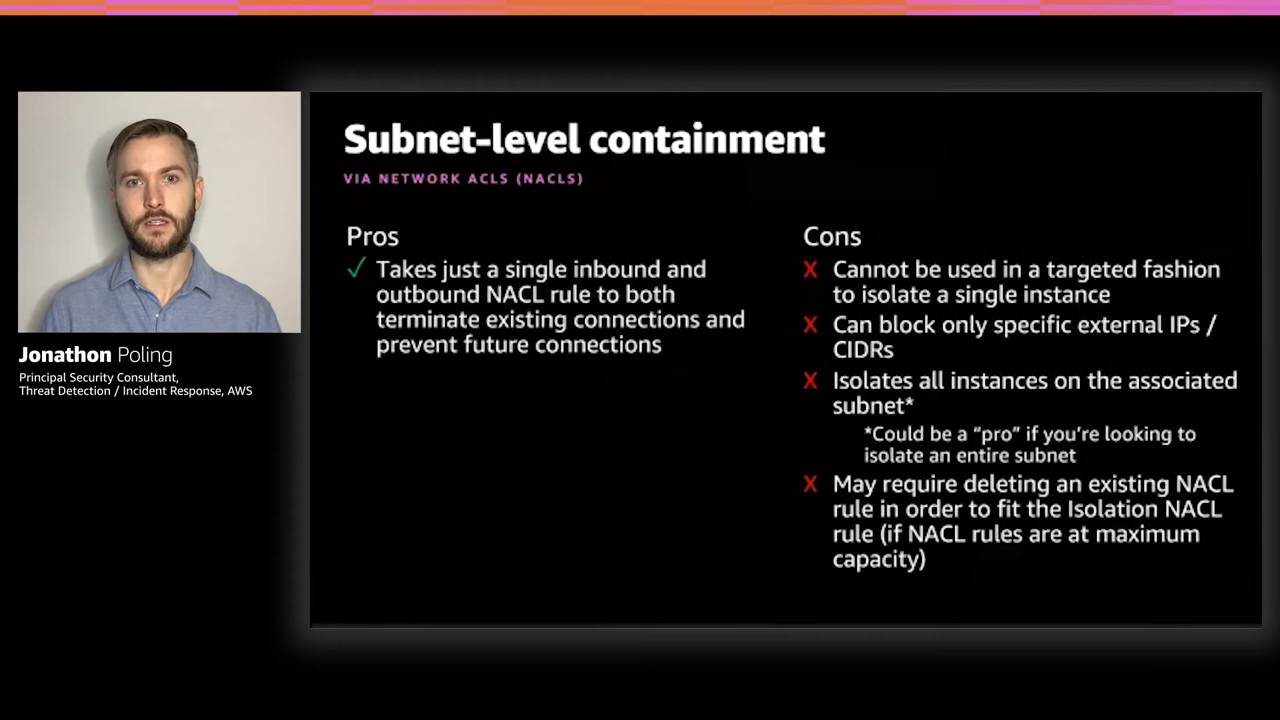 Subnet-level containment
VIA NETWORK ACLS (NACLS)
Pros
✓ Takes just a single inbound and
outbound NACL rule to both
terminate existing connections and
prevent future connections
Cons
X Cannot be used in a targeted fashion
to isolate a single instance
X Can block only specific external IPs /
CIDRs
X Isolates all instances on the associated
subnet*
*Could be a “pro” if you’re looking to
isolate an entire subnet
X May require deleting an existing NACL
rule in order to fit the Isolation NACL
rule (if NACL rules are at maximum
capacity)
Jonathon Poling
Principal Security Consultant,
Threat Detection / Incident Response, AWS